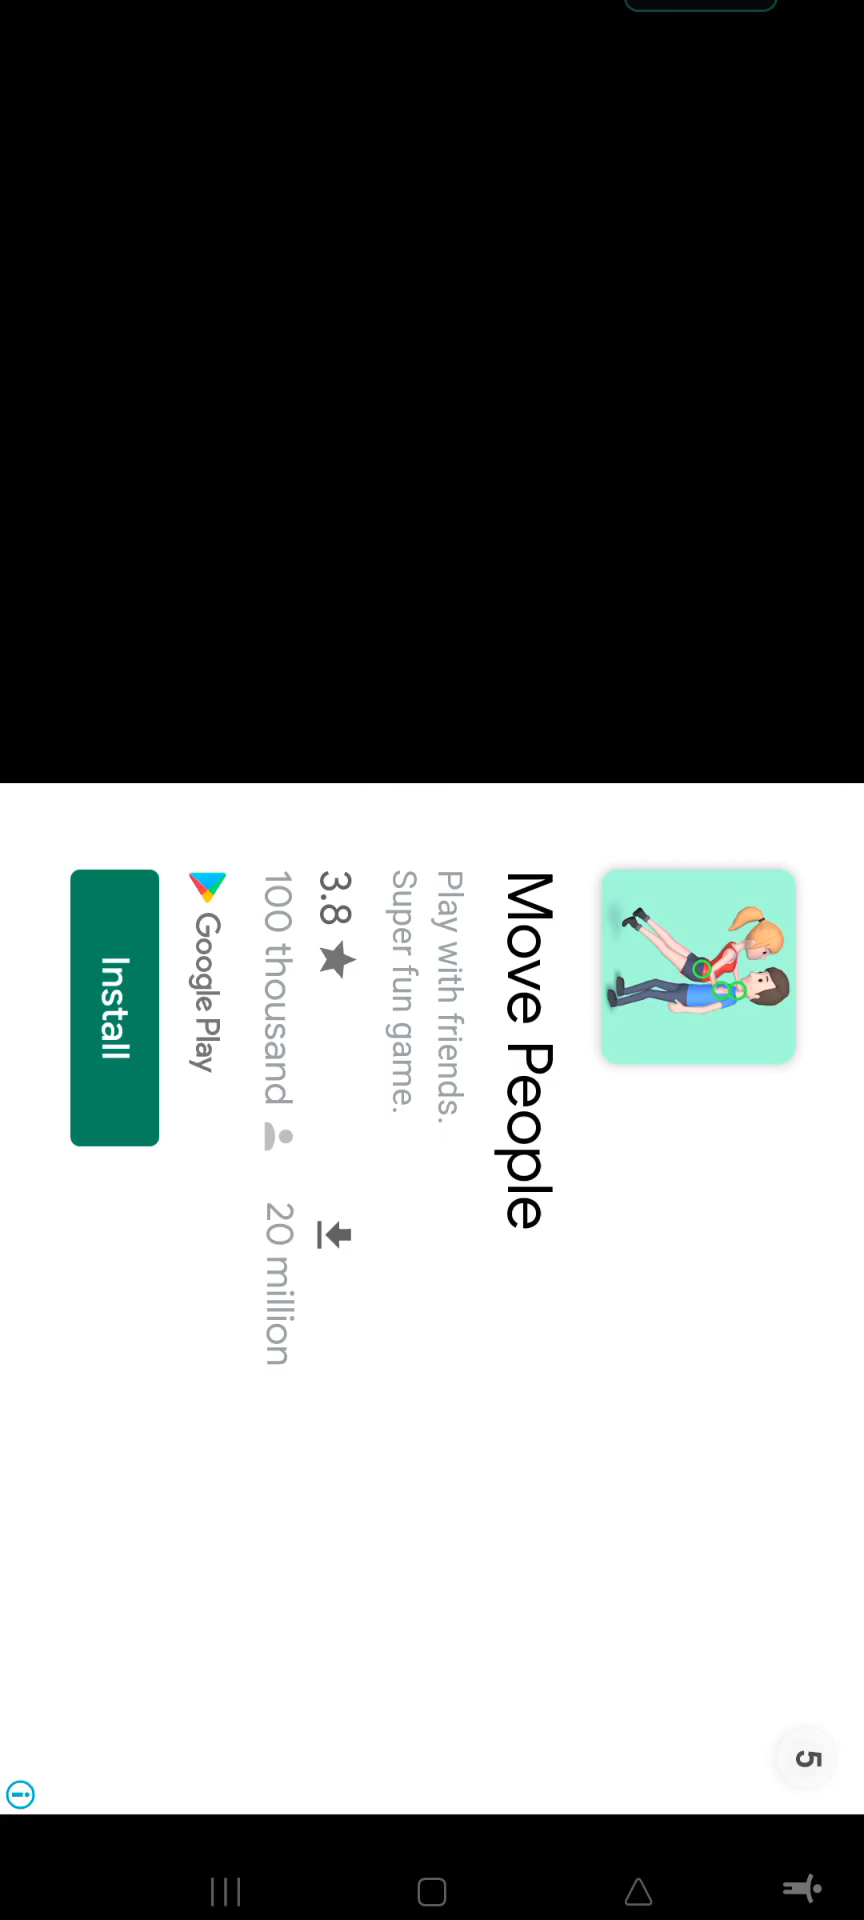 Move People
Play with friends.
Super fun game.
3.8
100 thousand
20 million
Google Play
Install
5